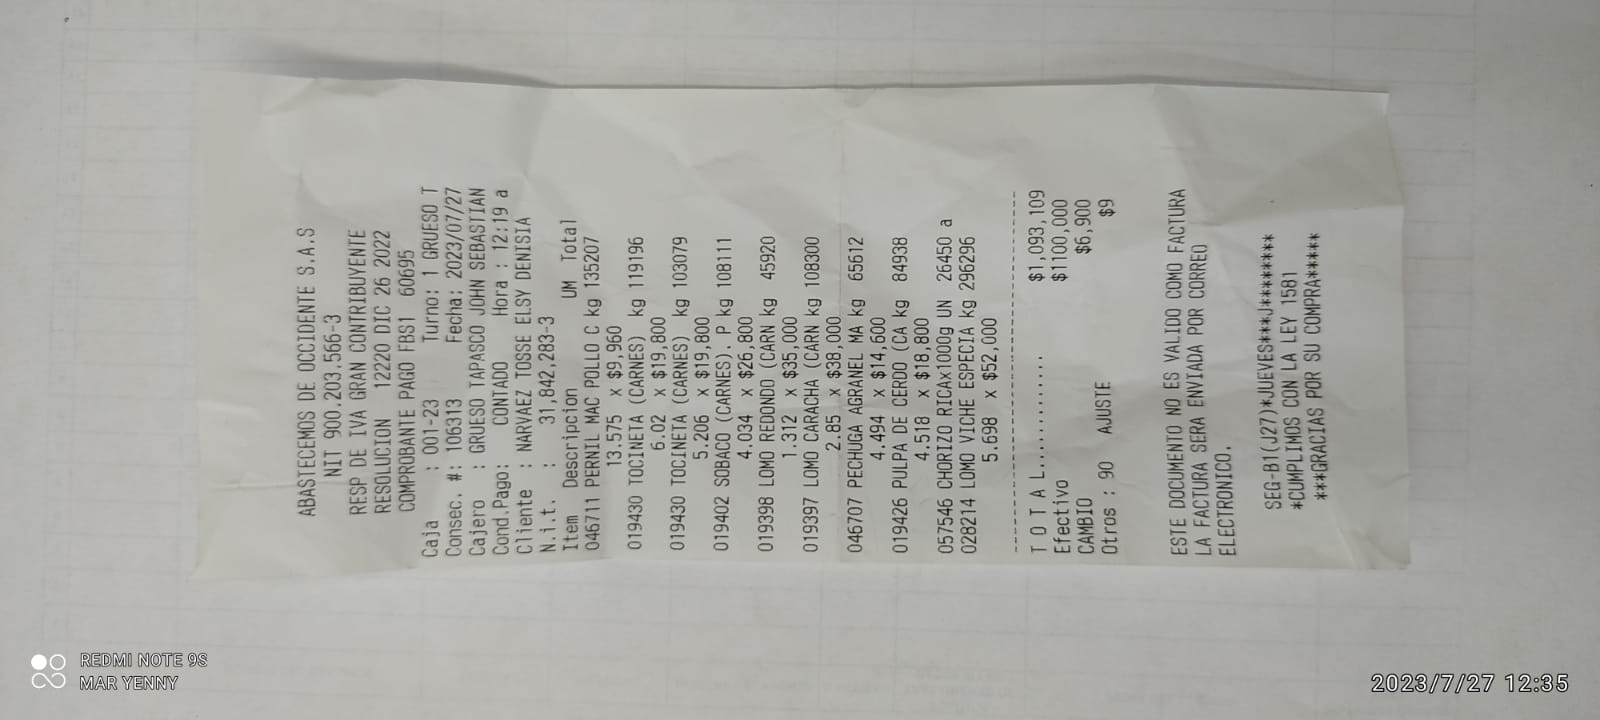 ABASTECEMOS DE OCCIDENTE S.A.S
NIT 900.203.566-3
RESP DE IVA GRAN CONTRIBUYENTE
RESOLUCION 12220 DIC 26 2022
COMPROBANTE PAGO FBS1 60695
Caja : 001-23 Turno: 1 GRUESO T
Consec. #: 106313 Fecha: 2023/07/27
Cajero : GRUESO TAPASCO JOHN SEBASTIAN
Cond.Pago: CONTADO Hora : 12:19 a
Cliente : NARVAEZ TOSSE ELSY DENISIA
N.i.t. : 31,842,283-3
Item Descripcion UM Total
046711 PERNIL MAC POLLO C kg 135207
13.575 X $9,960
019430 TOCINETA (CARNES) kg 119196
6.02 X $19,800
019430 TOCINETA (CARNES) kg 103079
5.206 X $19,800
019402 SOBACO (CARNES). P kg 108111
4.034 X $26,800
019398 LOMO REDONDO (CARN kg 45920
1.312 X $35,000
019397 LOMO CARACHA (CARN kg 108300
2.85 X $38,000
046707 PECHUGA AGRANEL MA kg 65612
4.494 X $14,600
019426 PULPA DE CERDO (CA kg 84938
4.518 X $18,800
057546 CHORIZO RICAx1000g UN 26450 a
028214 LOMO VICHE ESPECIA kg 296296
5.698 X $52,000
------------------------------------
T O T A L............ $1,093,109
Efectivo $1100,000
CAMBIO $6,900
Otros : 90 AJUSTE $9
ESTE DOCUMENTO NO ES VALIDO COMO FACTURA
LA FACTURA SERA ENVIADA POR CORREO
ELECTRONICO.
SEG-B1(J27)*JUEVES***J********
*CUMPLIMOS CON LA LEY 1581
***GRACIAS POR SU COMPRA*****
REDMI NOTE 9S
MAR YENNY
2023/7/27 12:35